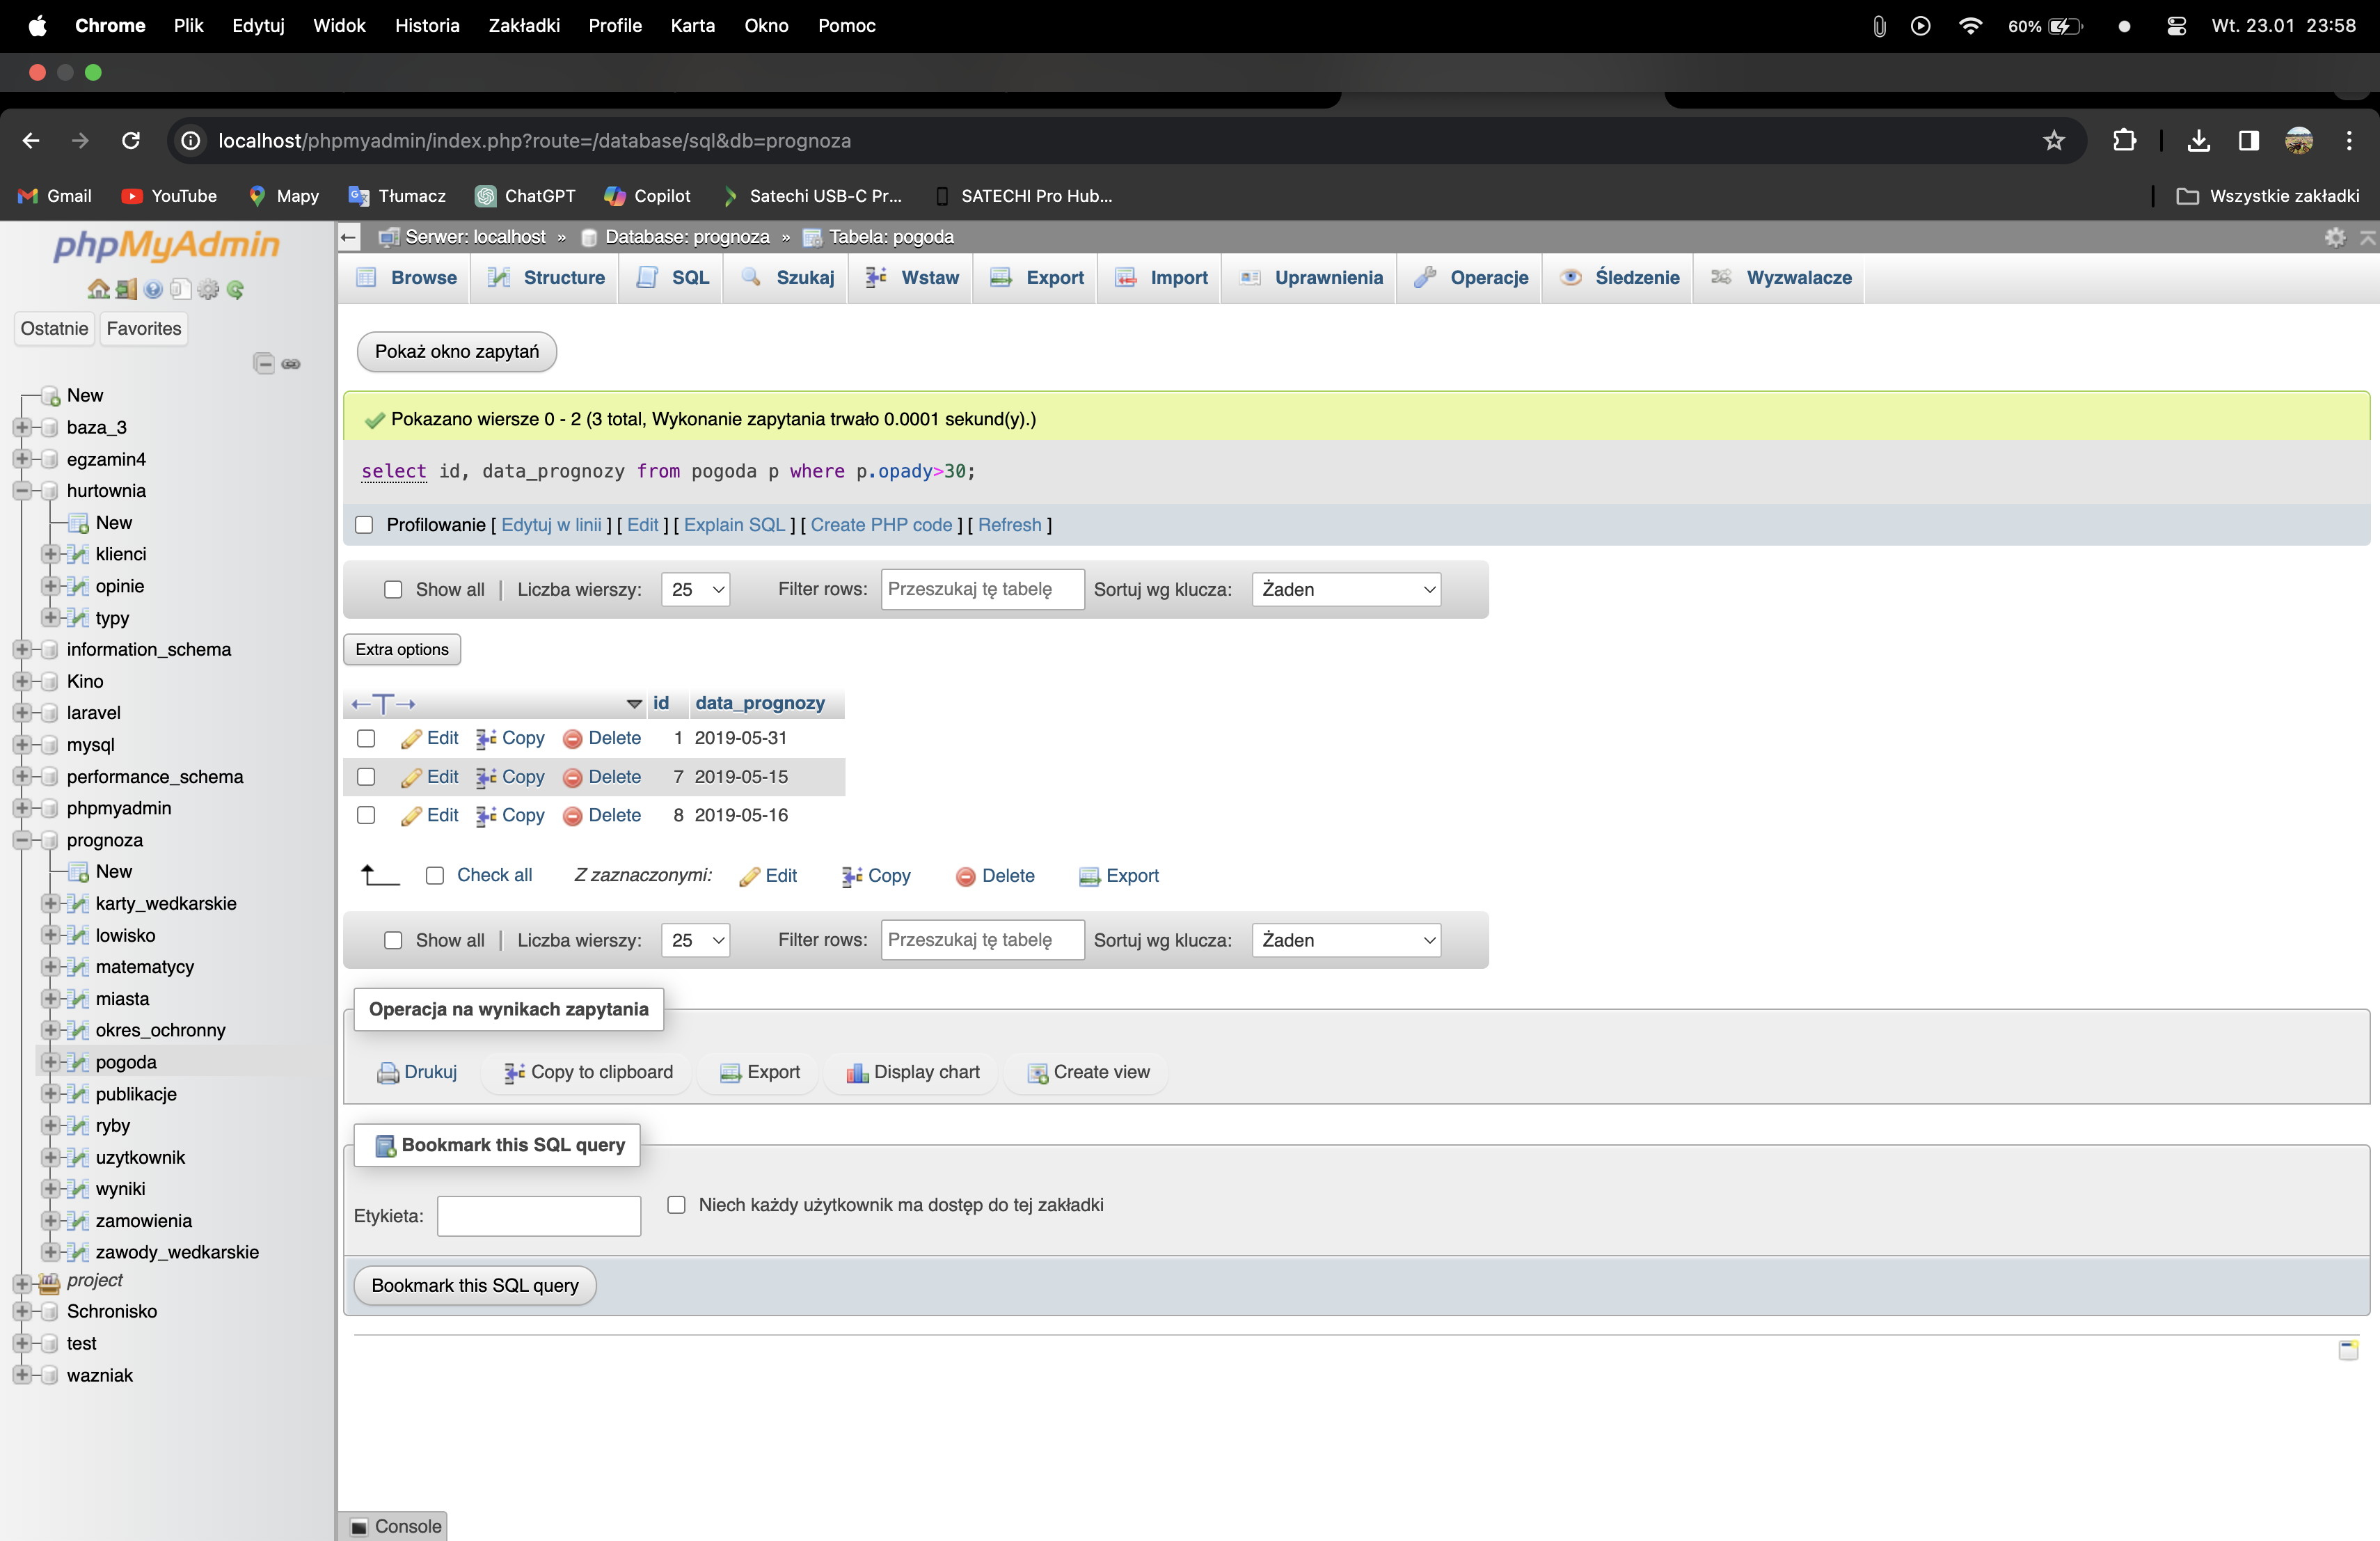 Chrome Plik Edytuj Widok Historia Zakładki Profile Karta Okno Pomoc 60% Wt. 23.01 23:58
localhost/phpmyadmin/index.php?route=/database/sql&db=prognoza
Gmail YouTube Mapy Tłumacz ChatGPT Copilot Satechi USB-C Pr... SATECHI Pro Hub... Wszystkie zakładki
phpMyAdmin
Ostatnie Favorites
New
baza_3
egzamin4
hurtownia
New
klienci
opinie
typy
information_schema
Kino
laravel
mysql
performance_schema
phpmyadmin
prognoza
New
karty_wedkarskie
lowisko
matematycy
miasta
okres_ochronny
pogoda
publikacje
ryby
uzytkownik
wyniki
zamowienia
zawody_wedkarskie
project
Schronisko
test
wazniak
Serwer: localhost » Database: prognoza » Tabela: pogoda
Browse Structure SQL Szukaj Wstaw Export Import Uprawnienia Operacje Śledzenie Wyzwalacze
Pokaż okno zapytań
Pokazano wiersze 0 - 2 (3 total, Wykonanie zapytania trwało 0.0001 sekund(y).)
select id, data_prognozy from pogoda p where p.opady>30;
Profilowanie [ Edytuj w linii ] [ Edit ] [ Explain SQL ] [ Create PHP code ] [ Refresh ]
Show all | Liczba wierszy: 25 Filter rows: Przeszukaj tę tabelę Sortuj wg klucza: Żaden
Extra options
←T→ id data_prognozy
Edit Copy Delete 1 2019-05-31
Edit Copy Delete 7 2019-05-15
Edit Copy Delete 8 2019-05-16
Check all Z zaznaczonymi: Edit Copy Delete Export
Show all | Liczba wierszy: 25 Filter rows: Przeszukaj tę tabelę Sortuj wg klucza: Żaden
Operacja na wynikach zapytania
Drukuj Copy to clipboard Export Display chart Create view
Bookmark this SQL query
Etykieta: Niech każdy użytkownik ma dostęp do tej zakładki
Bookmark this SQL query
Console